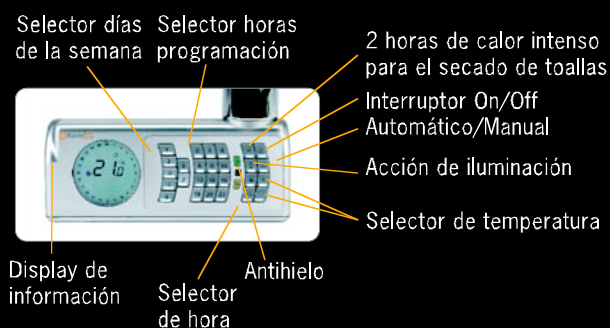 Selector días
de la semana
Selector horas
programación
2 horas de calor intenso
para el secado de toallas
Interruptor On/Off
Automático/Manual
Acción de iluminación
Selector de temperatura
21
Display de
información
Antihielo
Selector
de hora